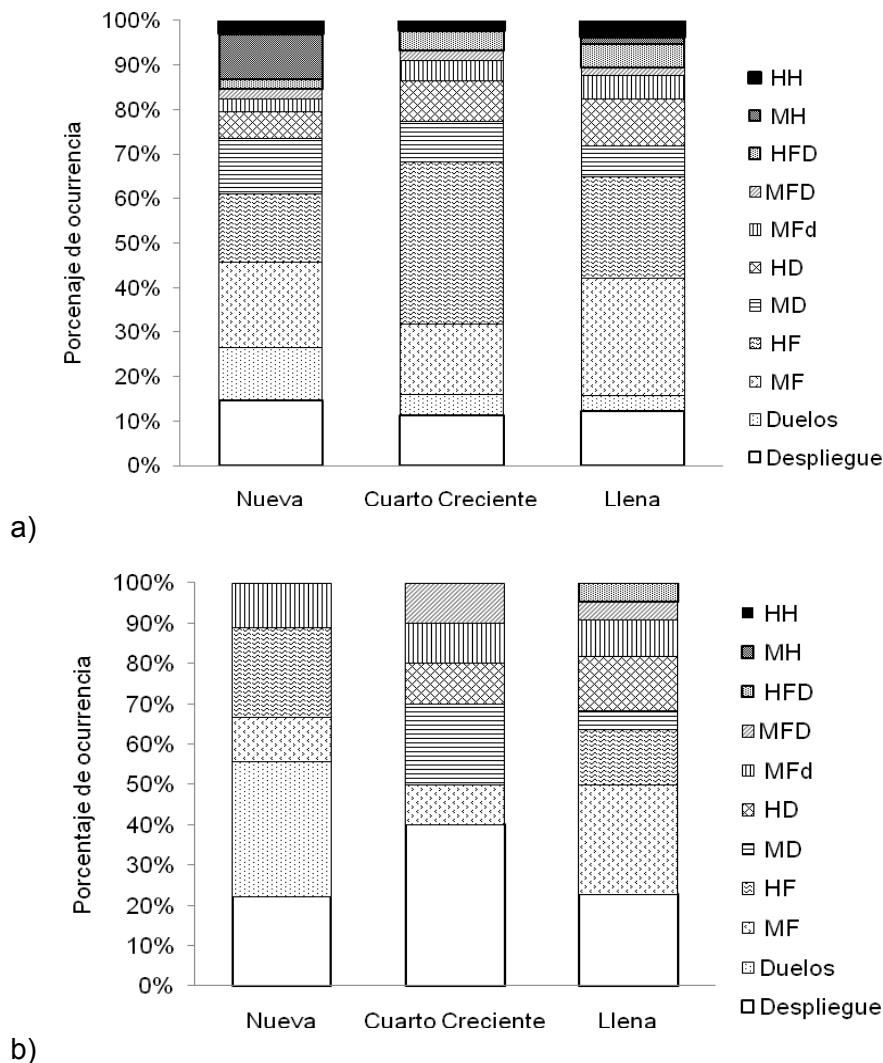 Porcenaje de ocurrencia
100%
90%
80%
70%
60%
50%
40%
30%
20%
10%
0%
Nueva Cuarto Creciente Llena
HH
MH
HFD
MFD
MFd
HD
MD
HF
MF
Duelos
Despliegue
a)
Porcentaje de ocurrencia
100%
90%
80%
70%
60%
50%
40%
30%
20%
10%
0%
Nueva Cuarto Creciente Llena
HH
MH
HFD
MFD
MFd
HD
MD
HF
MF
Duelos
Despliegue
b)